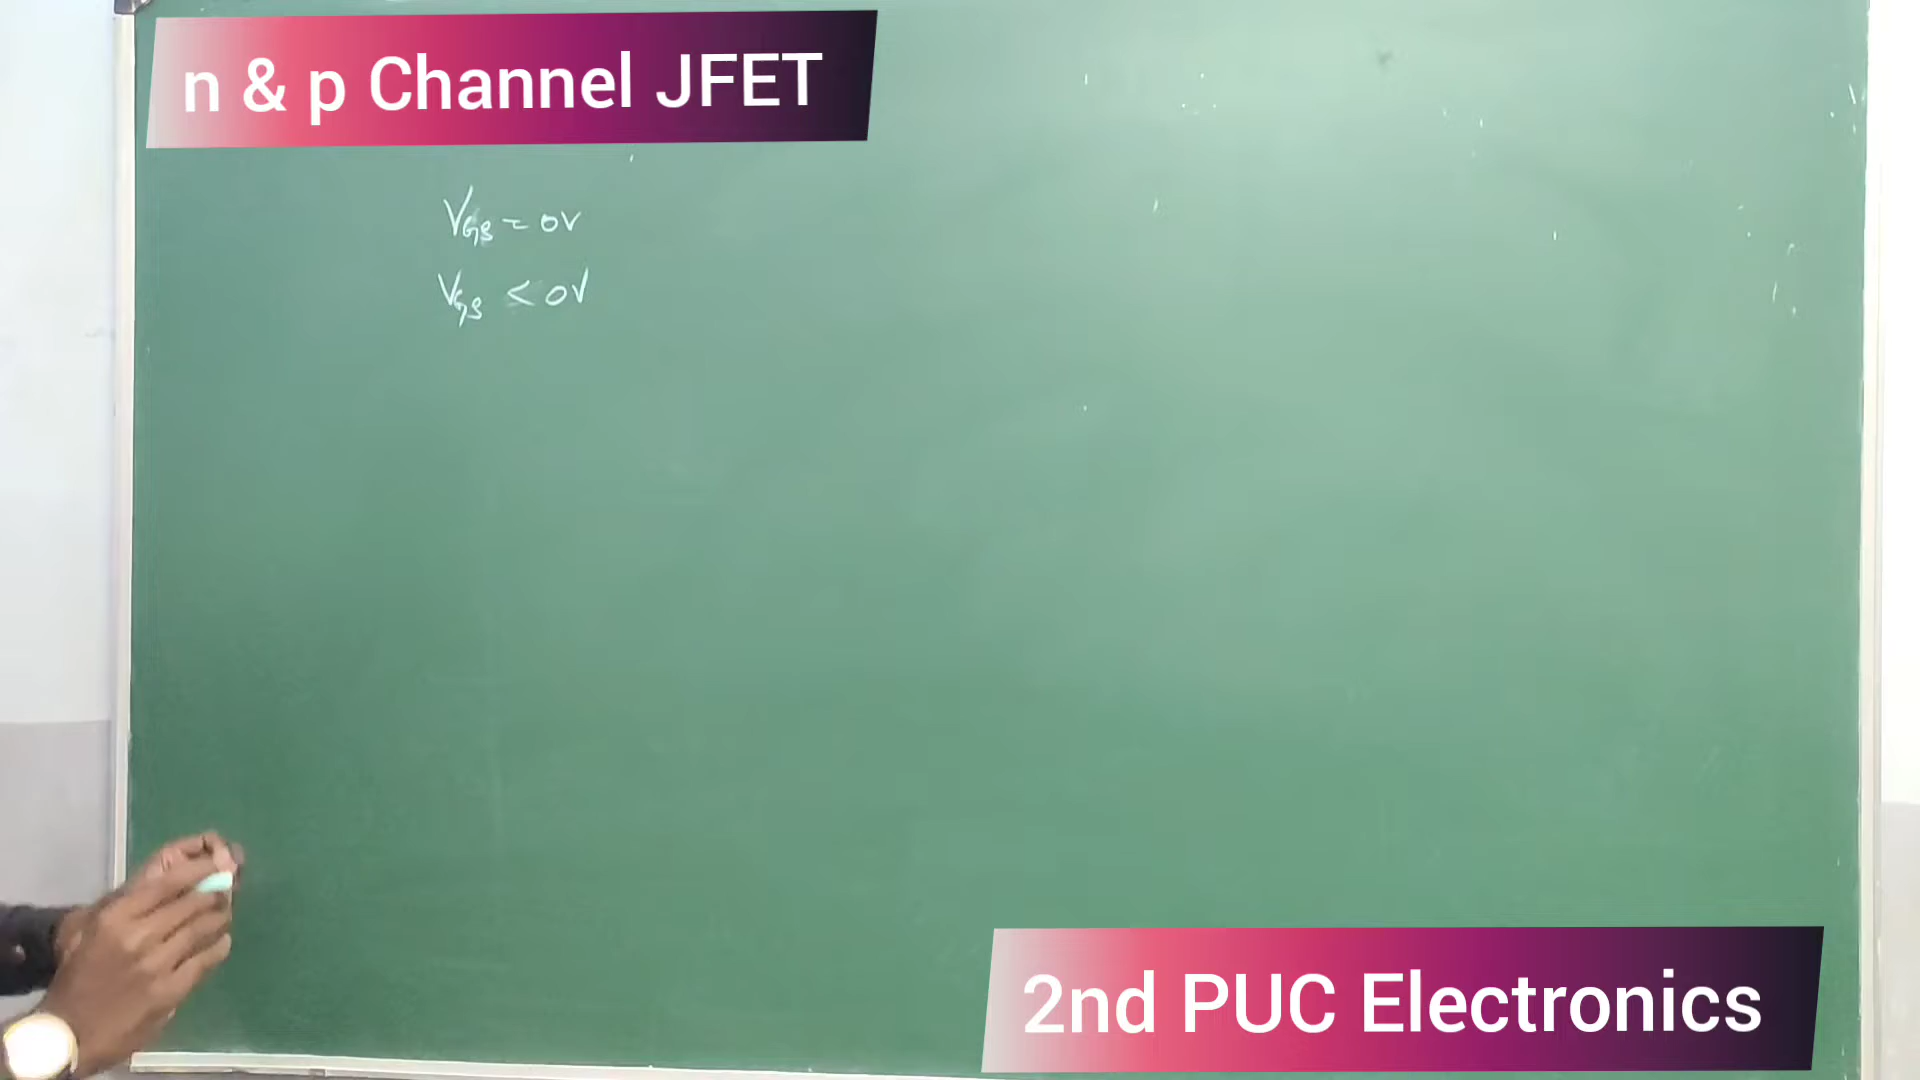 n & p Channel JFET
VGS = 0V
VGS < 0V
2nd PUC Electronics